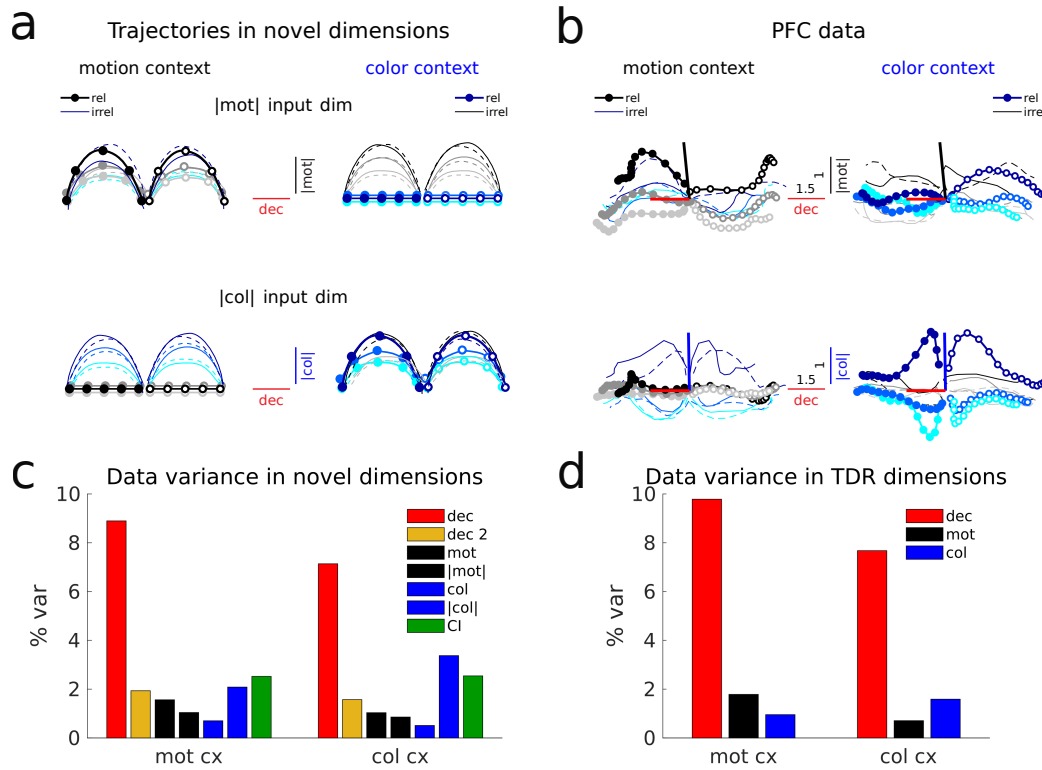 a
Trajectories in novel dimensions
motion context
color context
rel
irrel
|mot| input dim
rel
irrel
|mot|
dec
|col| input dim
|col|
dec
b
PFC data
motion context
color context
rel
irrel
rel
irre
1
1.5
|mot|
dec
1
1.5
|col|
dec
c
Data variance in novel dimensions
% var
10
8
6
4
2
0
dec
dec 2
mot
|mot|
col
|col|
CI
mot cx
col cx
d
Data variance in TDR dimensions
% var
10
8
6
4
2
0
dec
mot
col
mot cx
col cx